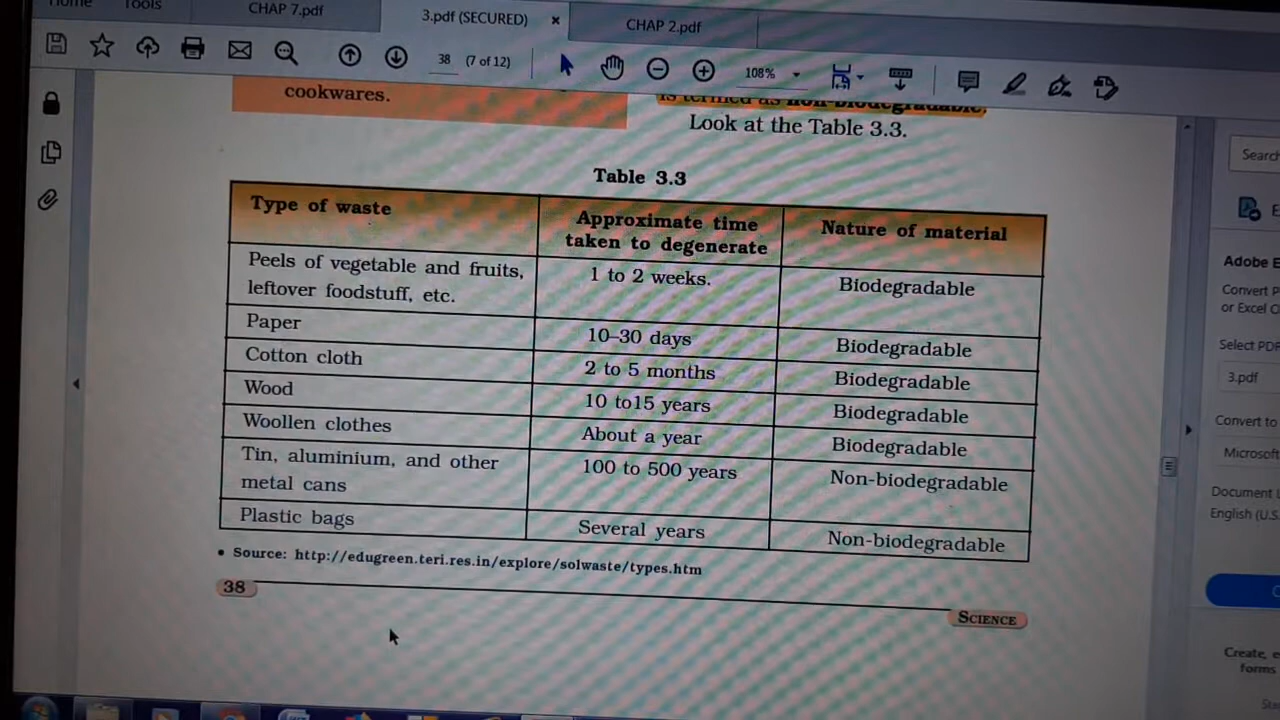 Home Tools CHAP 7.pdf 3.pdf (SECURED) × CHAP 2.pdf
38 (7 of 12) 108%
cookwares.
is termed as non-biodegradable.
Look at the Table 3.3.
Table 3.3
Type of waste Approximate time taken to degenerate Nature of material
Peels of vegetable and fruits, leftover foodstuff, etc. 1 to 2 weeks. Biodegradable
Paper 10–30 days Biodegradable
Cotton cloth 2 to 5 months Biodegradable
Wood 10 to15 years Biodegradable
Woollen clothes About a year Biodegradable
Tin, aluminium, and other metal cans 100 to 500 years Non-biodegradable
Plastic bags Several years Non-biodegradable
• Source: http://edugreen.teri.res.in/explore/solwaste/types.htm
38
SCIENCE
Search
Adobe E
Convert P
or Excel O
Select PDF
3.pdf
Convert to
Microsoft
Document L
English (U.S.
Create, e
forms